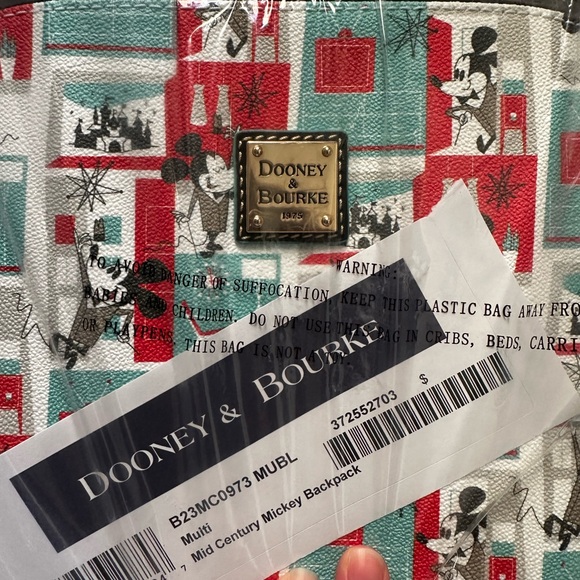 DOONEY
&
BOURKE
1975
WARNING:
TO AVOID DANGER OF SUFFOCATION, KEEP THIS PLASTIC BAG AWAY FRO
BABIES AND CHILDREN. DO NOT USE THIS BAG IN CRIBS, BEDS, CARRI
OR PLAYPENS, THIS BAG IS NOT A TOY.
DOONEY & BOURKE
372552703 $
B23MC0973 MUBL
Multi
Mid Century Mickey Backpack